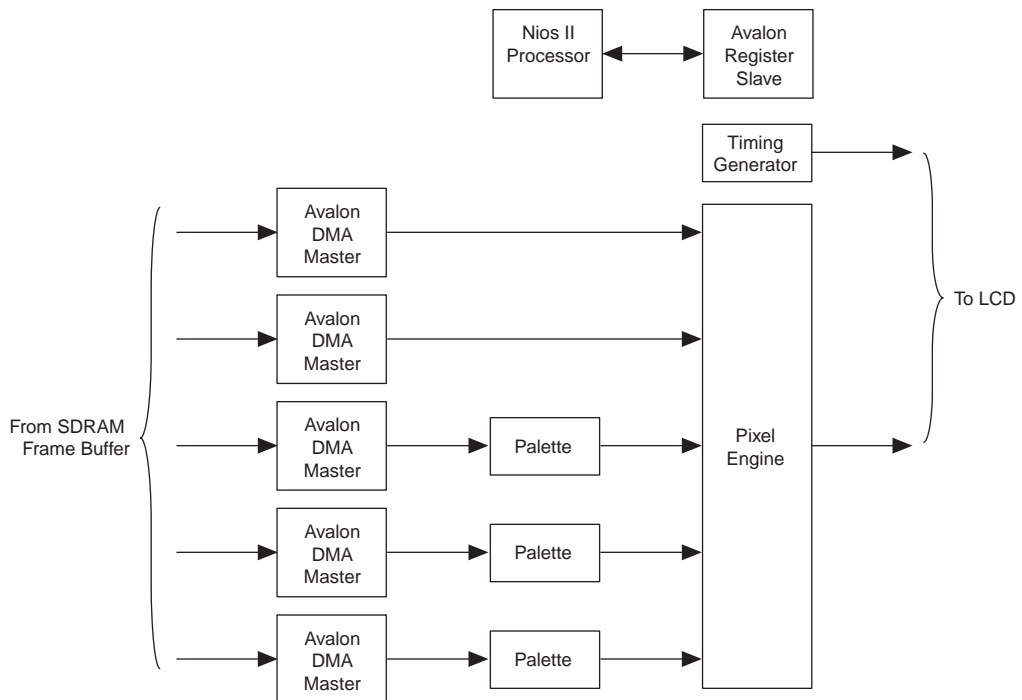 Nios II
Processor
Avalon
Register
Slave
Timing
Generator
Avalon
DMA
Master
Avalon
DMA
Master
To LCD
From SDRAM
Frame Buffer
Avalon
DMA
Master
Palette
Pixel
Engine
Avalon
DMA
Master
Palette
Avalon
DMA
Master
Palette